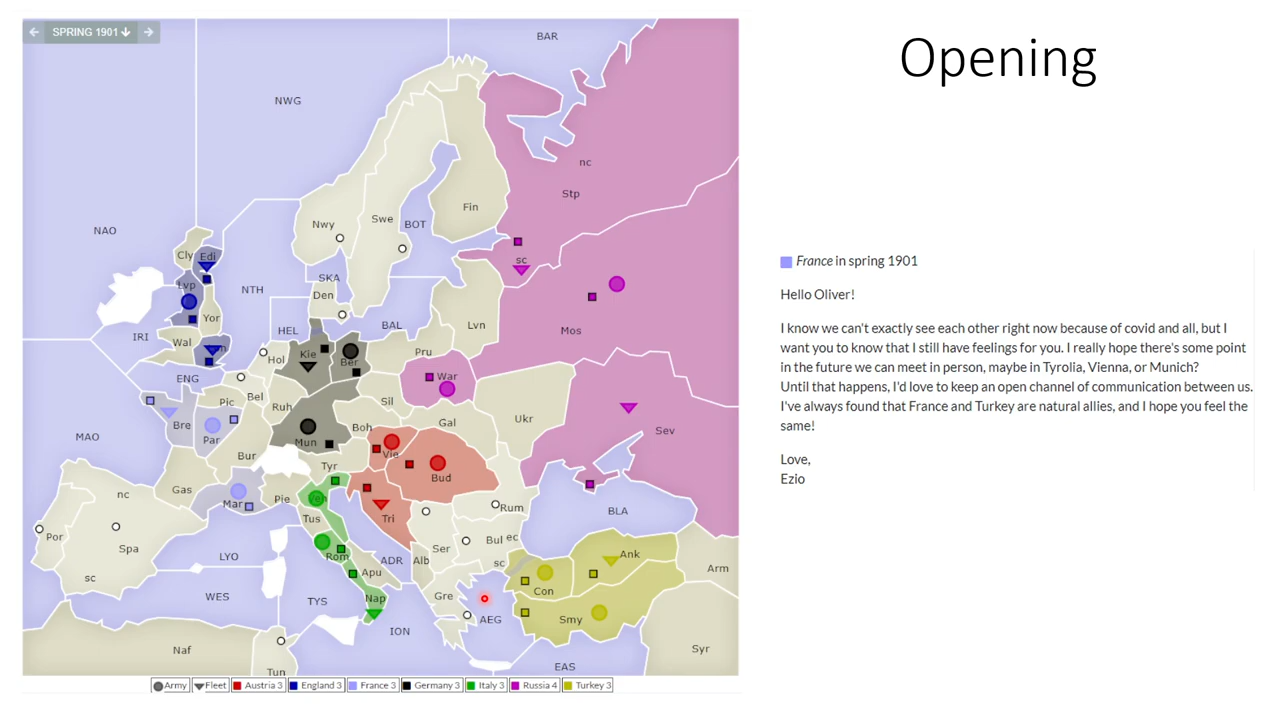 ← SPRING 1901 ↓ →
Opening
BAR
NWG
nc
Stp
NAO
Fin
Nwy
Swe
BOT
Cly
Edi
sc
SKA
NTH
Lvp
Den
Mos
Yor
HEL
BAL
Lvn
IRI
Wal
Kie
Ber
Pru
Hol
War
ENG
Bel
Ruh
Sil
Pic
Ukr
Bre
Par
Gal
Sev
MAO
Mun
Boh
Vie
Bur
Tyr
Bud
Gas
nc
Mar
Pie
Ven
Rum
Tri
BLA
Tus
Por
Spa
Ser
Bul
ec
LYO
Rom
ADR
Alb
sc
Ank
Apu
Arm
sc
Con
WES
TYS
Nap
Gre
AEG
Smy
ION
Naf
Syr
Tun
EAS
Army Fleet Austria 3 England 3 France 3 Germany 3 Italy 3 Russia 4 Turkey 3
France in spring 1901
Hello Oliver!
I know we can't exactly see each other right now because of covid and all, but I
want you to know that I still have feelings for you. I really hope there's some point
in the future we can meet in person, maybe in Tyrolia, Vienna, or Munich?
Until that happens, I'd love to keep an open channel of communication between us.
I've always found that France and Turkey are natural allies, and I hope you feel the
same!
Love,
Ezio